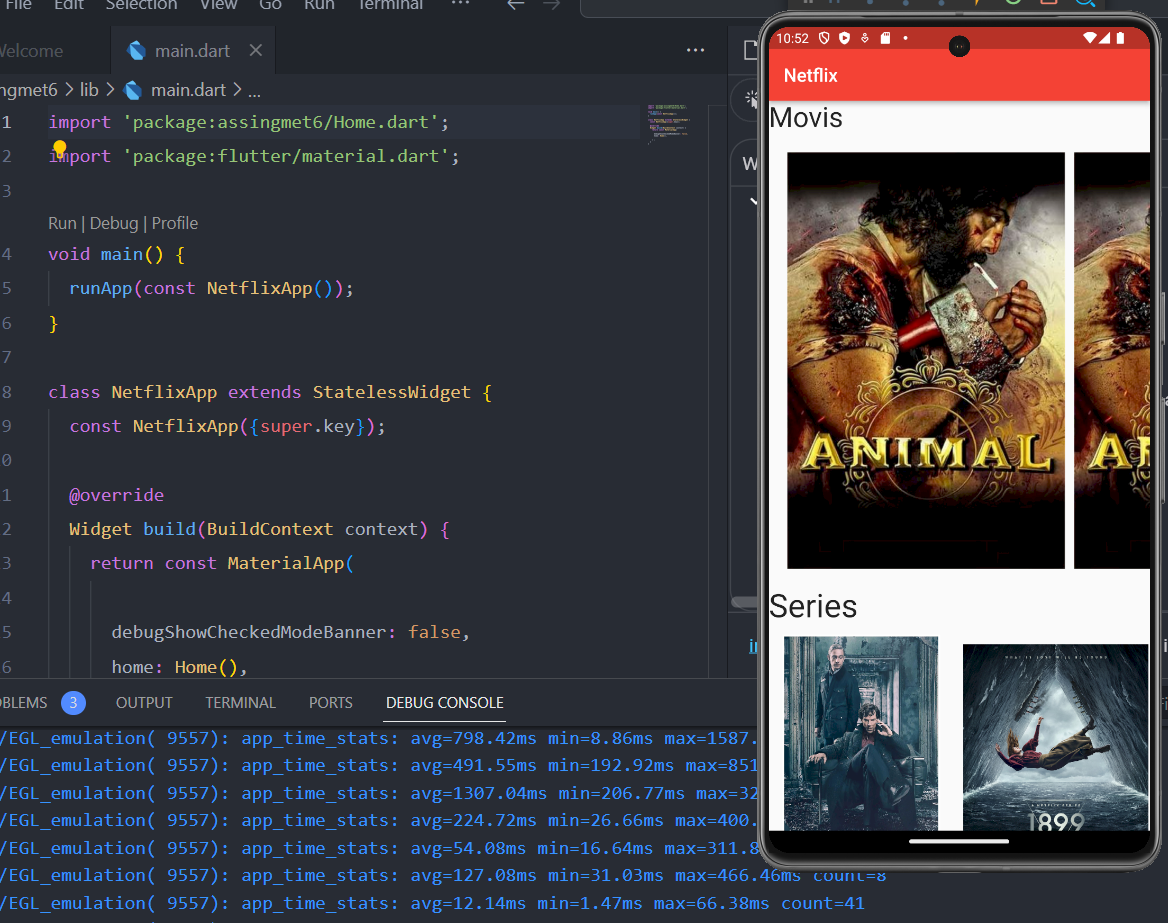 File Edit Selection View Go Run Terminal ...
Welcome
main.dart
ngmet6 > lib > main.dart > ...
1 import 'package:assingmet6/Home.dart';
2 import 'package:flutter/material.dart';
3
Run | Debug | Profile
4 void main() {
5 runApp(const NetflixApp());
6 }
7
8 class NetflixApp extends StatelessWidget {
9 const NetflixApp({super.key});
0
1 @override
2 Widget build(BuildContext context) {
3 return const MaterialApp(
4
5 debugShowCheckedModeBanner: false,
6 home: Home(),
OBLEMS 3 OUTPUT TERMINAL PORTS DEBUG CONSOLE
/EGL_emulation( 9557): app_time_stats: avg=798.42ms min=8.86ms max=1587.
/EGL_emulation( 9557): app_time_stats: avg=491.55ms min=192.92ms max=851
/EGL_emulation( 9557): app_time_stats: avg=1307.04ms min=206.77ms max=32
/EGL_emulation( 9557): app_time_stats: avg=224.72ms min=26.66ms max=400.
/EGL_emulation( 9557): app_time_stats: avg=54.08ms min=16.64ms max=311.8
/EGL_emulation( 9557): app_time_stats: avg=127.08ms min=31.03ms max=466.46ms count=8
/EGL_emulation( 9557): app_time_stats: avg=12.14ms min=1.47ms max=66.38ms count=41
W
in
10:52
Netflix
Movis
ANIMAL
AN
Series
WHAT IS LOST WILL BE FOUND
1899